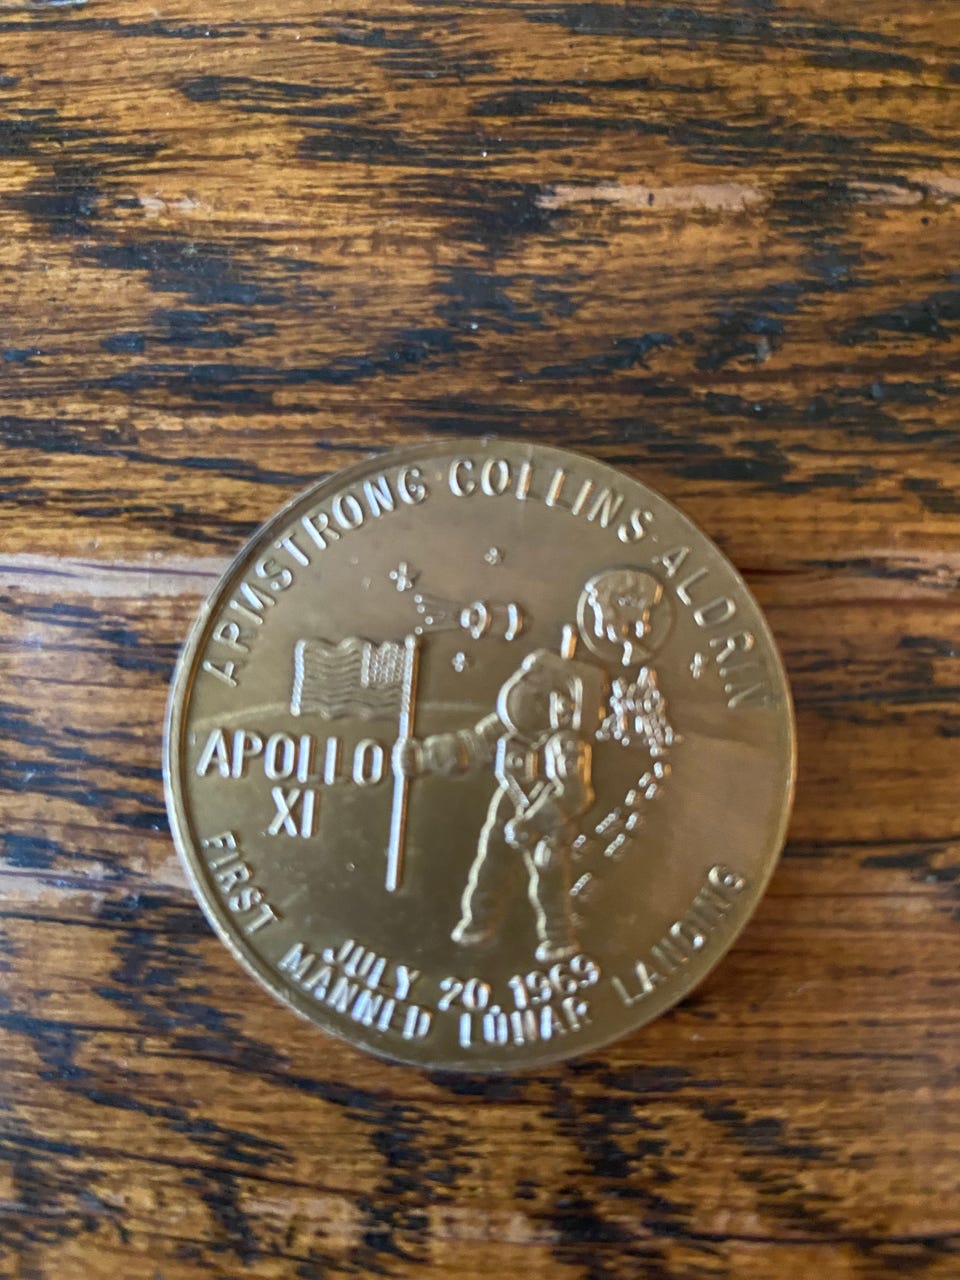 ARMSTRONG·COLLINS·ALDRIN
APOLLO
XI
JULY 20, 1969
FIRST MANNED LUNAR LANDING